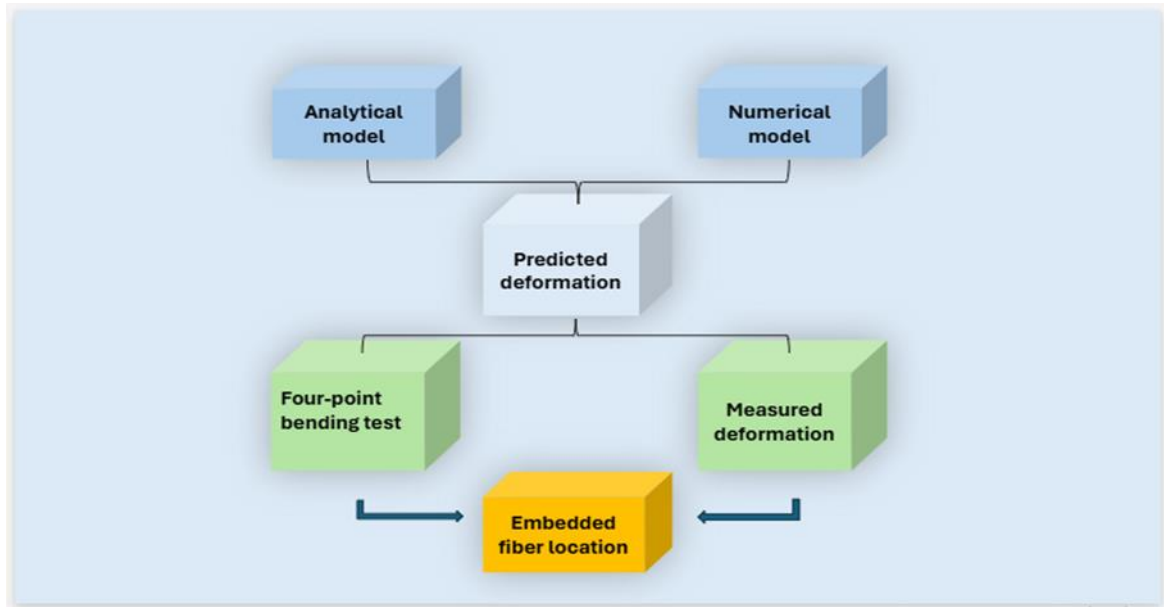 Analytical
model
Numerical
model
Predicted
deformation
Four-point
bending test
Measured
deformation
Embedded
fiber location